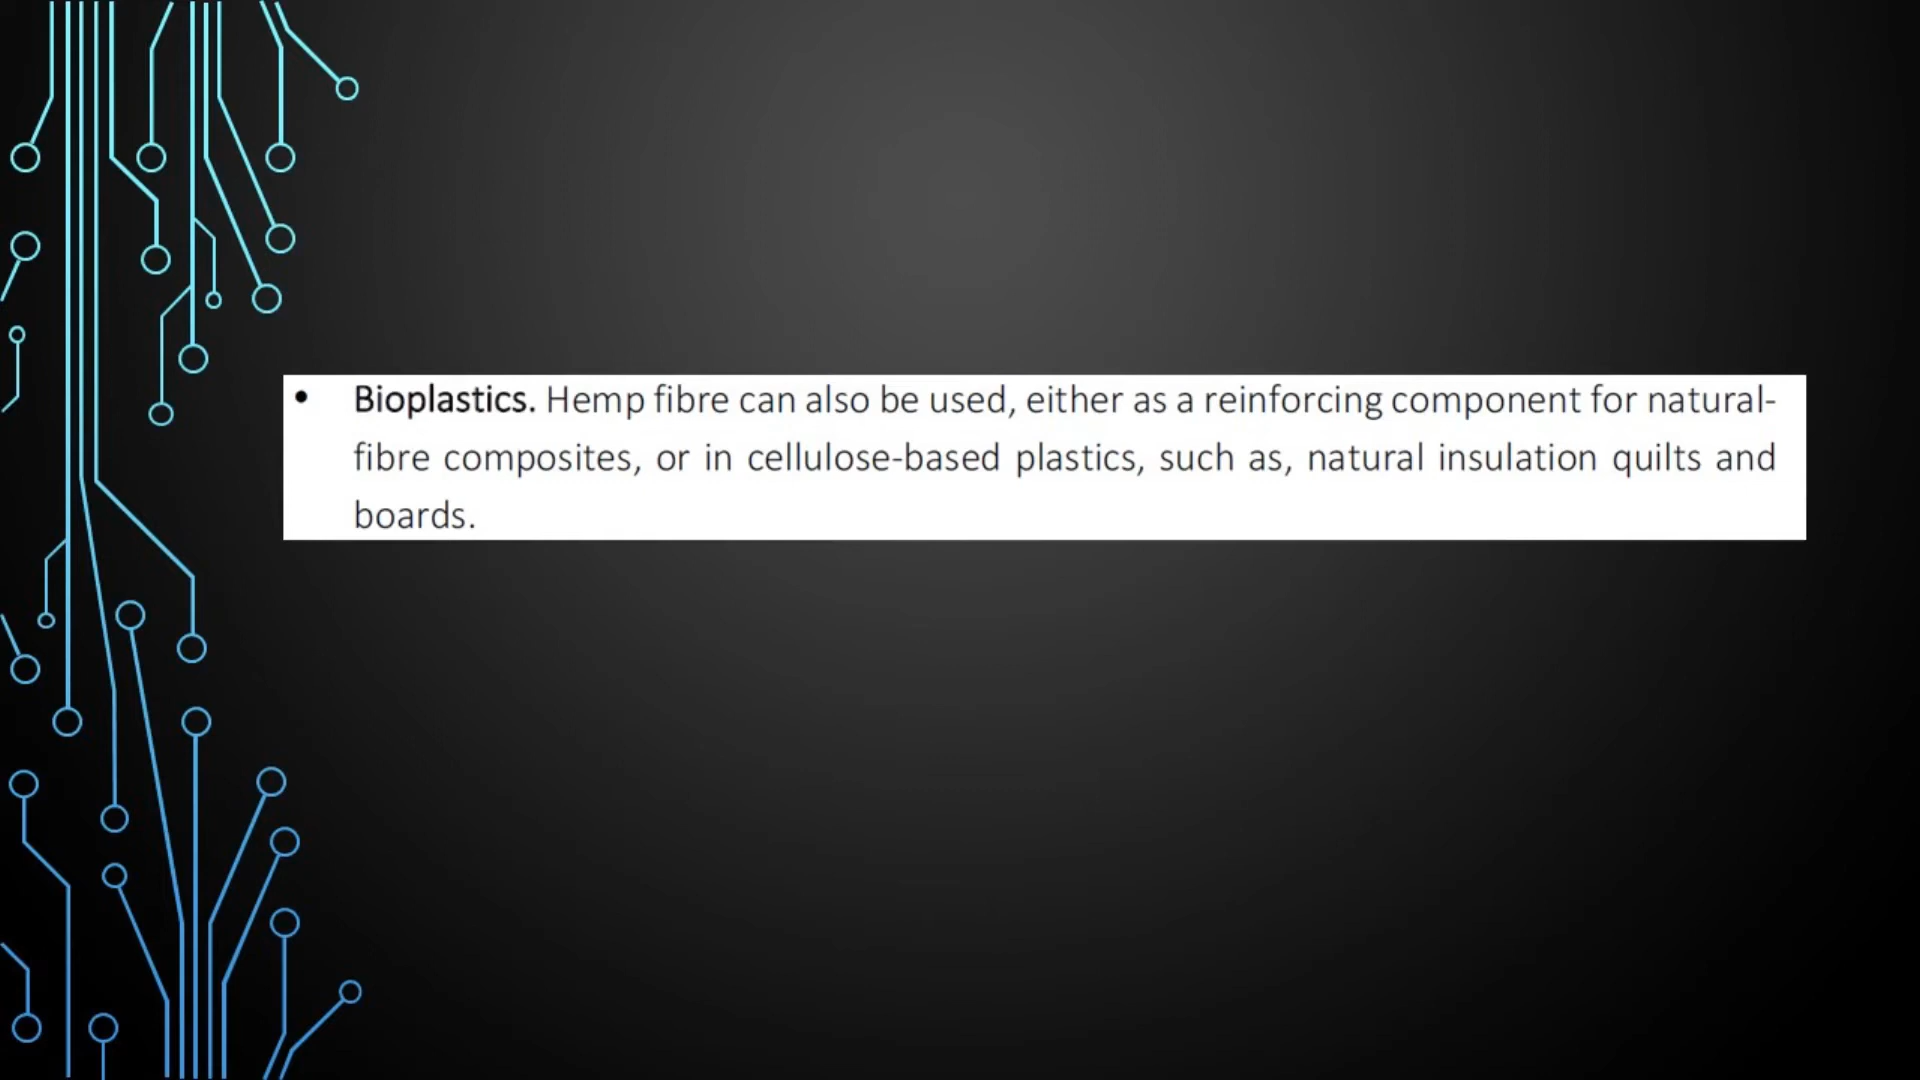 • Bioplastics. Hemp fibre can also be used, either as a reinforcing component for natural-
fibre composites, or in cellulose-based plastics, such as, natural insulation quilts and
boards.